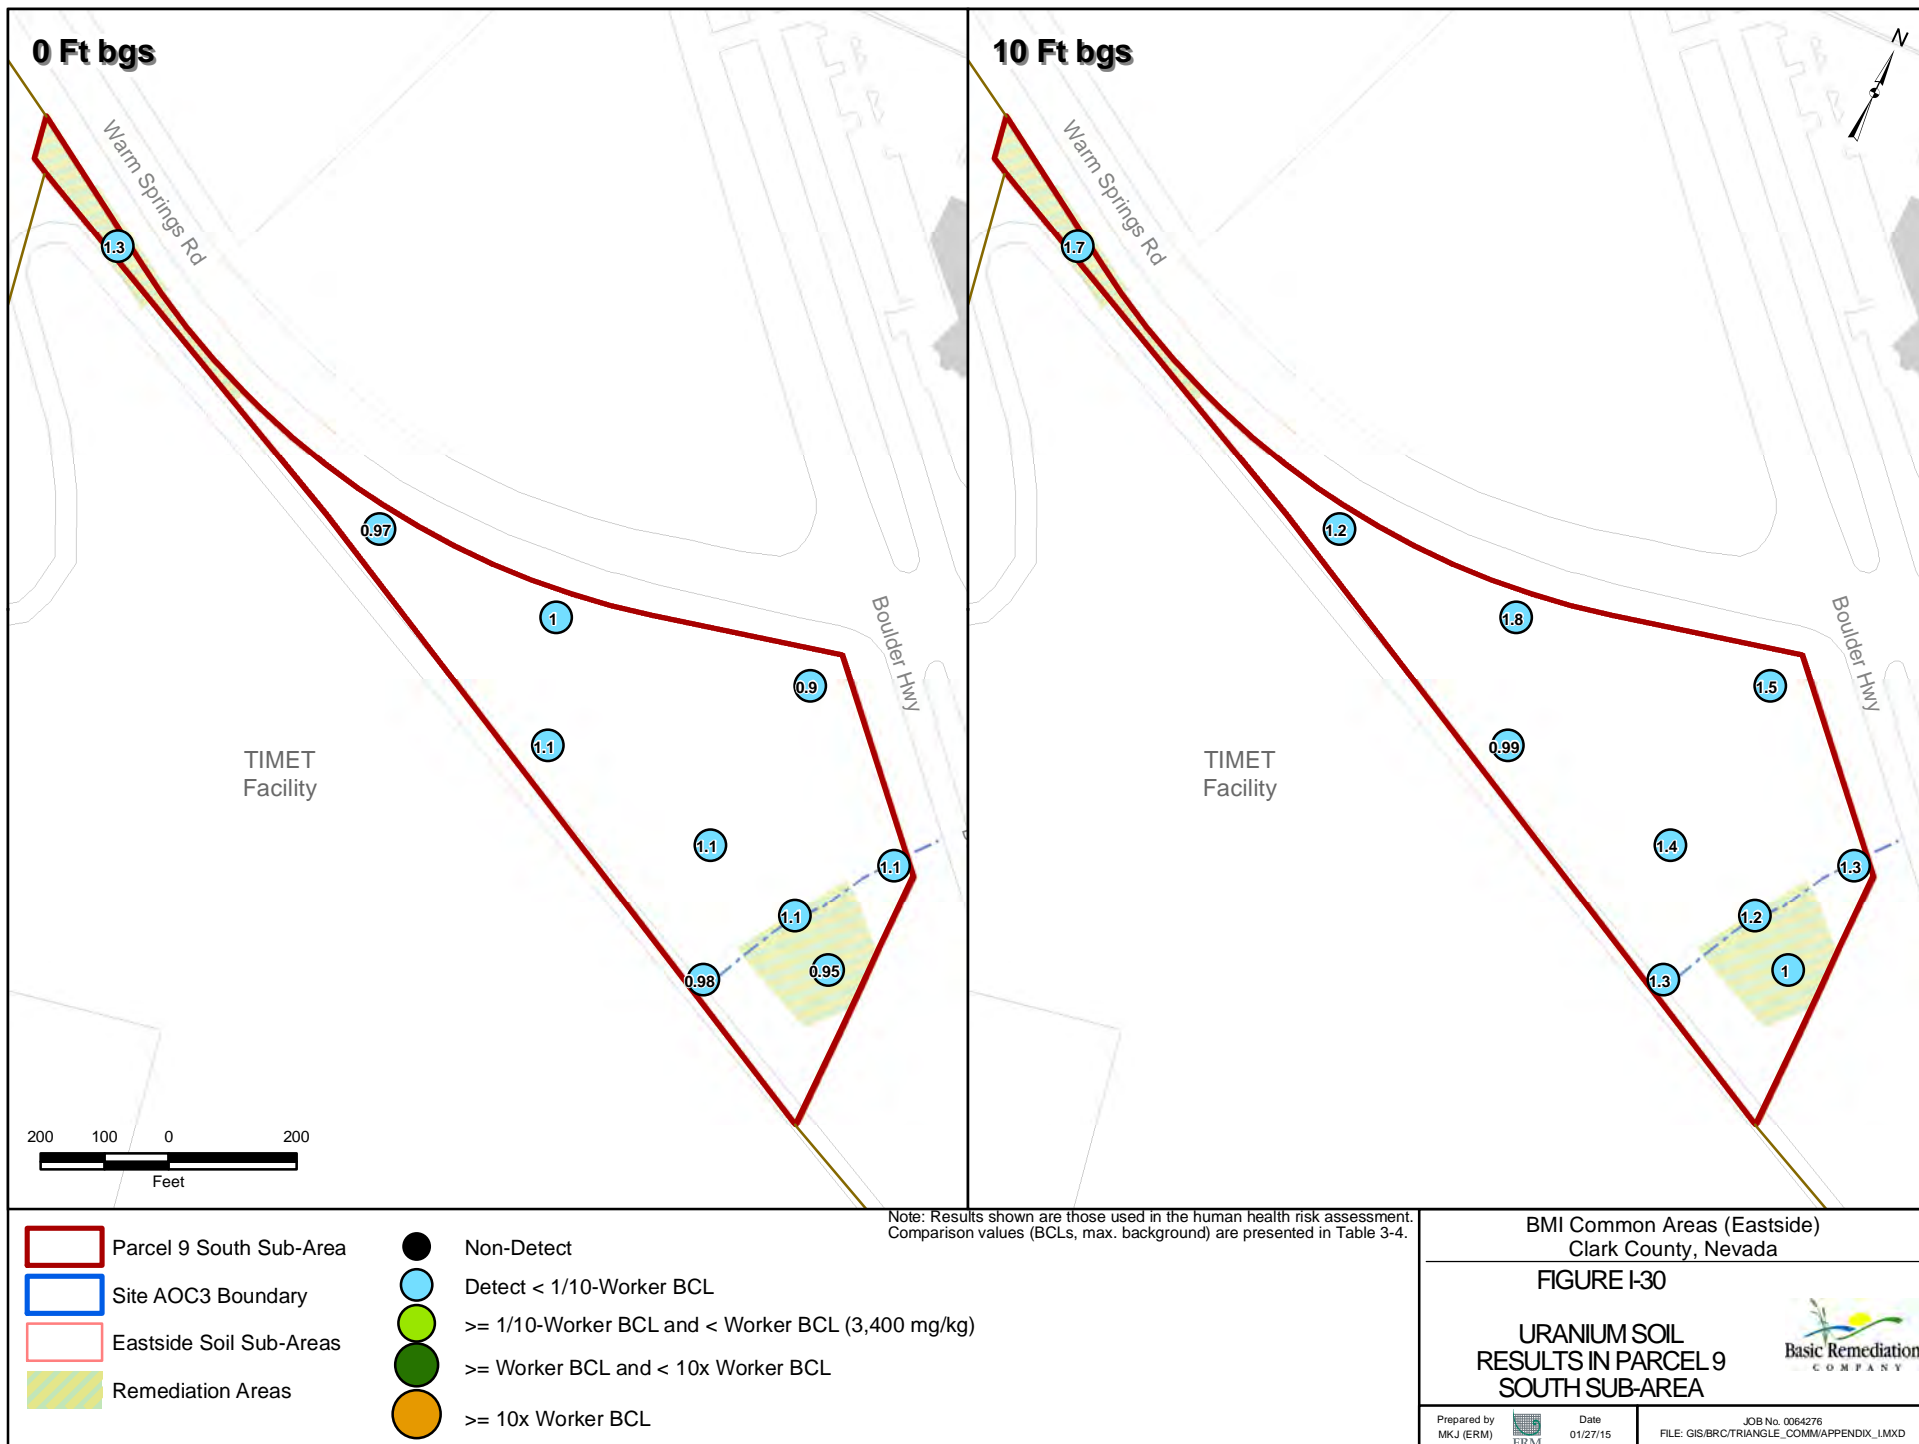 0 Ft bgs
Warm Springs Rd
1.3
0.97
1
0.9
Boulder Hwy
1.1
TIMET
Facility
1.1
1.1
1.1
0.98
0.95
200 100 0 200
Feet
10 Ft bgs
N
Warm Springs Rd
1.7
1.2
1.8
1.5
Boulder Hwy
0.99
TIMET
Facility
1.4
1.3
1.2
1.3
1
Note: Results shown are those used in the human health risk assessment.
Comparison values (BCLs, max. background) are presented in Table 3-4.
Parcel 9 South Sub-Area
Site AOC3 Boundary
Eastside Soil Sub-Areas
Remediation Areas
Non-Detect
Detect < 1/10-Worker BCL
>= 1/10-Worker BCL and < Worker BCL (3,400 mg/kg)
>= Worker BCL and < 10x Worker BCL
>= 10x Worker BCL
BMI Common Areas (Eastside)
Clark County, Nevada
FIGURE I-30
URANIUM SOIL
RESULTS IN PARCEL 9
SOUTH SUB-AREA
Basic Remediation
COMPANY
Prepared by
MKJ (ERM)
ERM
Date
01/27/15
JOB No. 0064276
FILE: GIS/BRC/TRIANGLE_COMM/APPENDIX_I.MXD